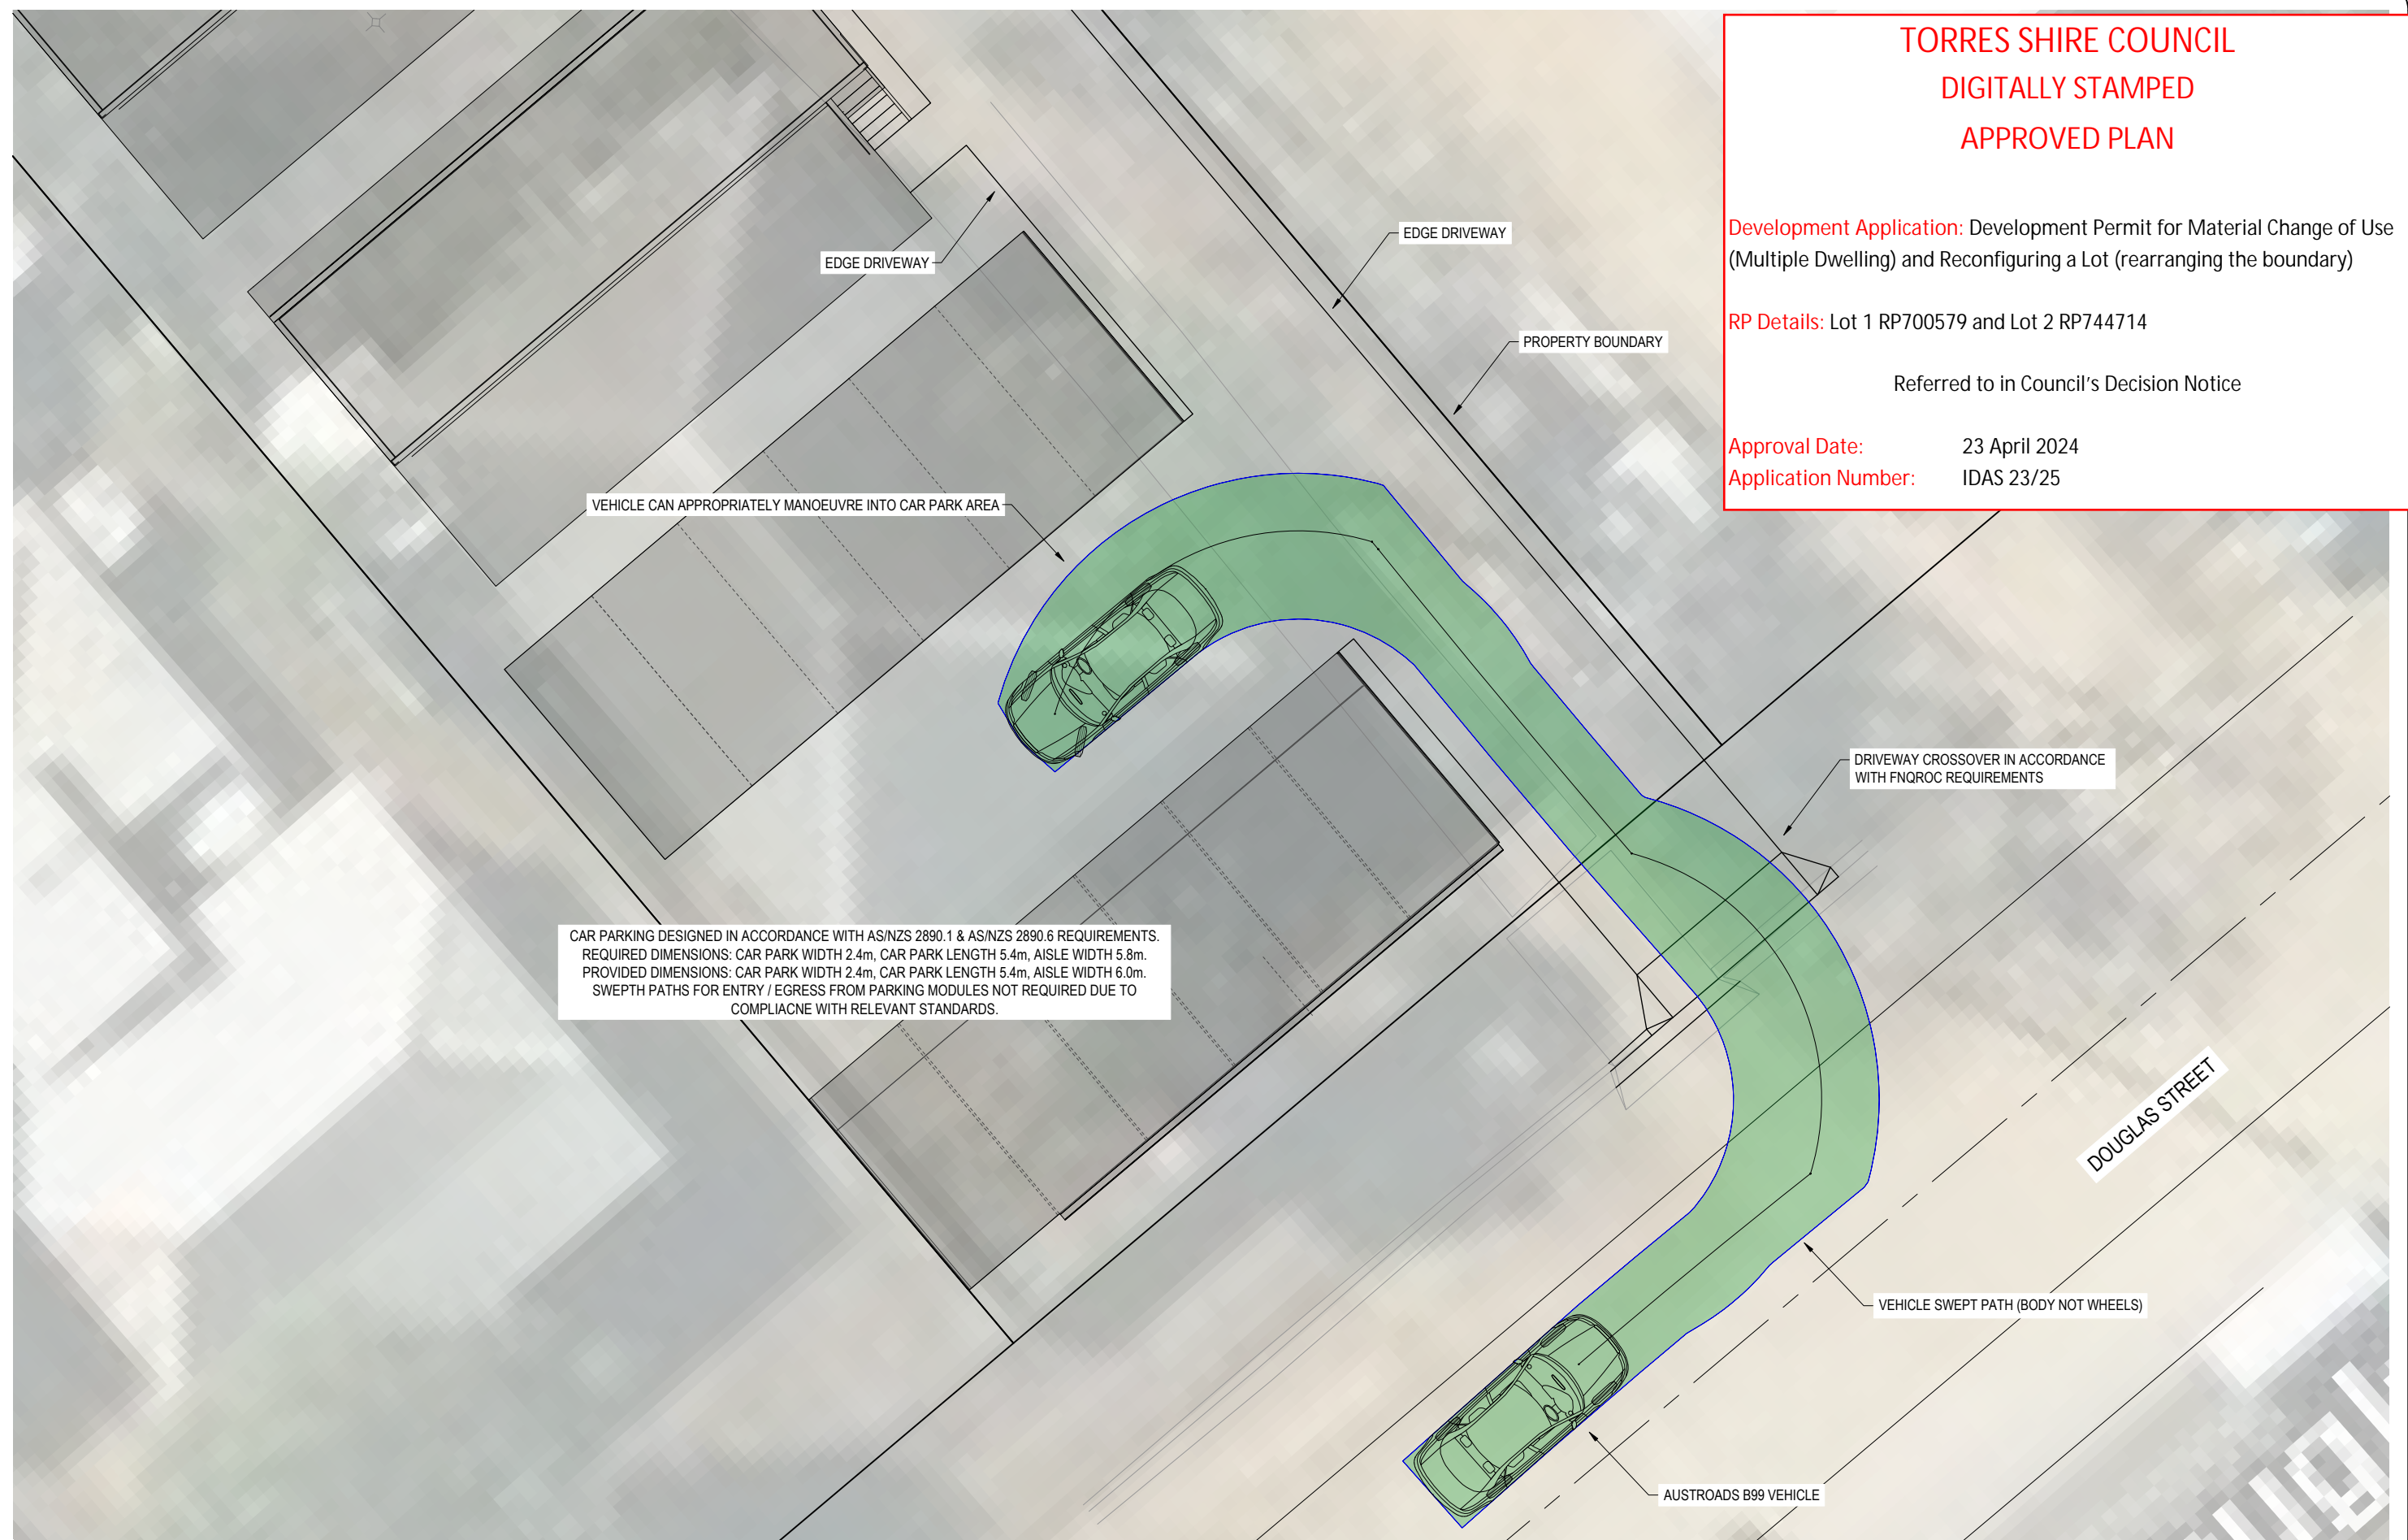 TORRES SHIRE COUNCIL
DIGITALLY STAMPED
APPROVED PLAN
Development Application: Development Permit for Material Change of Use
(Multiple Dwelling) and Reconfiguring a Lot (rearranging the boundary)
RP Details: Lot 1 RP700579 and Lot 2 RP744714
Referred to in Council's Decision Notice
Approval Date: 23 April 2024
Application Number: IDAS 23/25
EDGE DRIVEWAY
EDGE DRIVEWAY
PROPERTY BOUNDARY
VEHICLE CAN APPROPRIATELY MANOEUVRE INTO CAR PARK AREA
DRIVEWAY CROSSOVER IN ACCORDANCE
WITH FNQROC REQUIREMENTS
CAR PARKING DESIGNED IN ACCORDANCE WITH AS/NZS 2890.1 & AS/NZS 2890.6 REQUIREMENTS.
REQUIRED DIMENSIONS: CAR PARK WIDTH 2.4m, CAR PARK LENGTH 5.4m, AISLE WIDTH 5.8m.
PROVIDED DIMENSIONS: CAR PARK WIDTH 2.4m, CAR PARK LENGTH 5.4m, AISLE WIDTH 6.0m.
SWEPTH PATHS FOR ENTRY / EGRESS FROM PARKING MODULES NOT REQUIRED DUE TO
COMPLIACNE WITH RELEVANT STANDARDS.
DOUGLAS STREET
VEHICLE SWEPT PATH (BODY NOT WHEELS)
AUSTROADS B99 VEHICLE